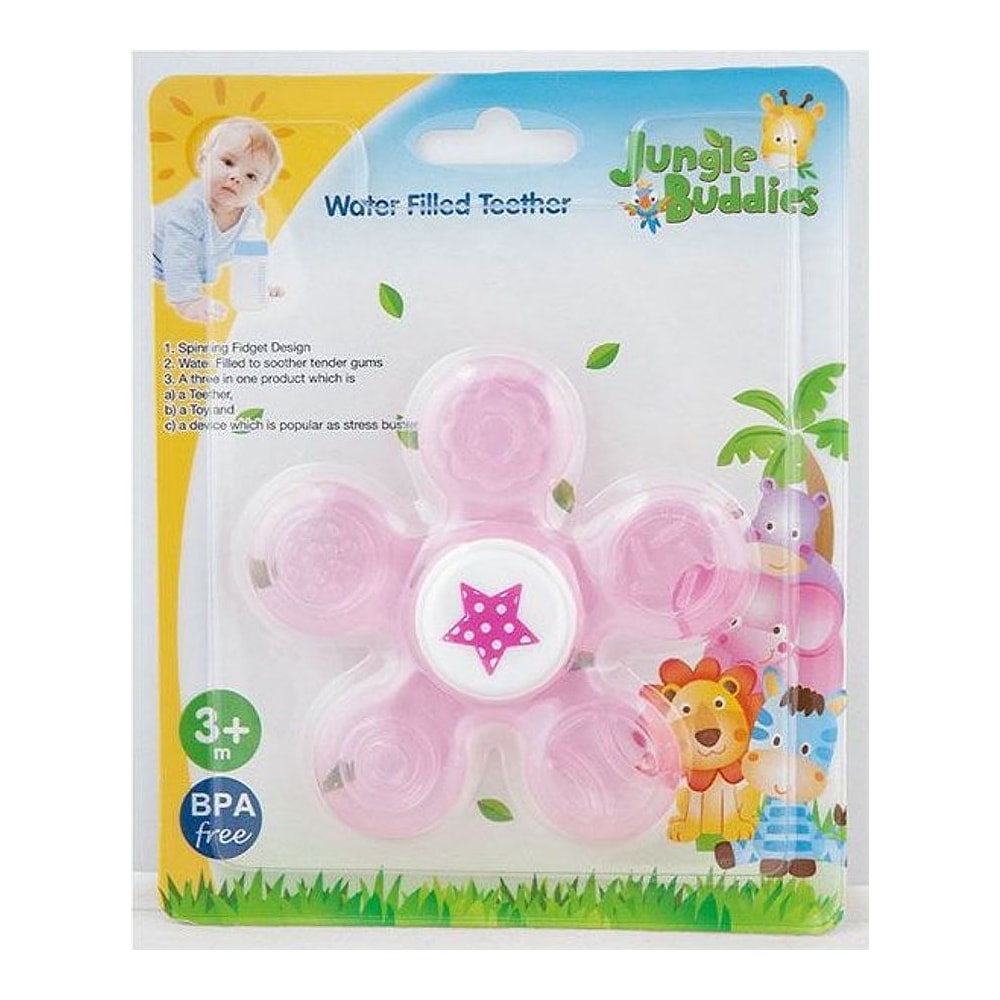 Jungle
Buddies
Water Filled Teether
1. Spinning Fidget Design
2. Water Filled to soother tender gums
3. A three in one product which is
a) a Teether,
b) a Toy and
c) a device which is popular as stress buster
3+
m
BPA
free